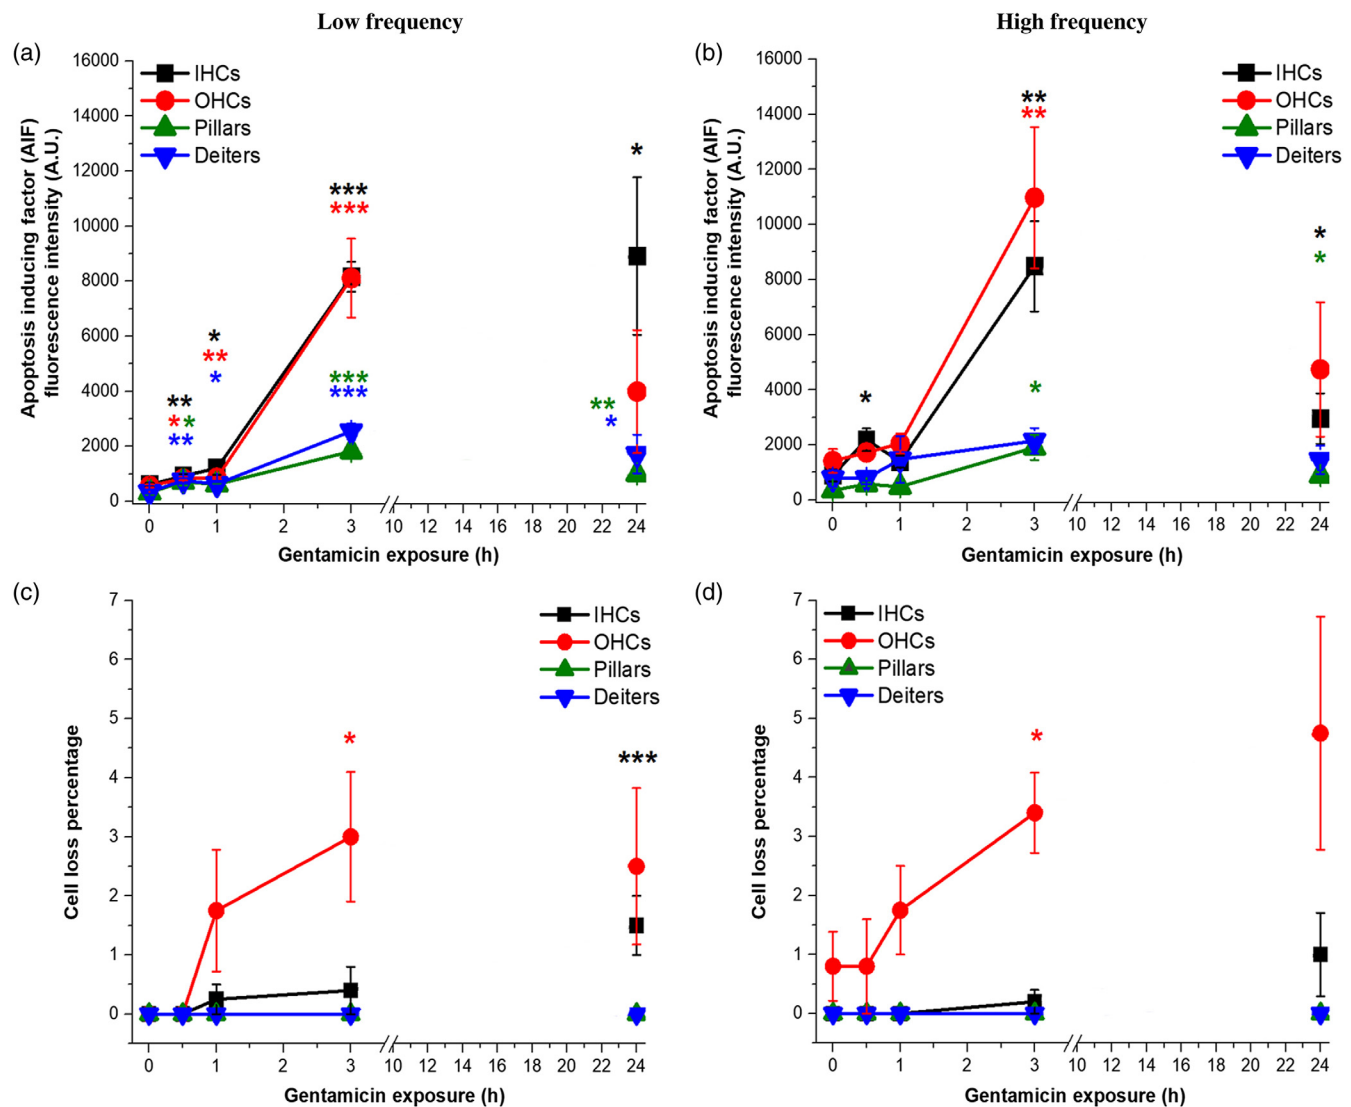 Low frequency
High frequency
(a)
16000
14000
12000
10000
8000
6000
4000
2000
0
Apoptosis inducing factor (AIF)
fluorescence intensity (A.U.)
IHCs
OHCs
Pillars
Deiters
*
**
*
**
* *
**
***
***
***
***
*
**
*
*
0 1 2 3 10 12 14 16 18 20 22 24
Gentamicin exposure (h)
(b)
16000
14000
12000
10000
8000
6000
4000
2000
0
Apoptosis inducing factor (AIF)
fluorescence intensity (A.U.)
IHCs
OHCs
Pillars
Deiters
*
**
**
*
*
*
0 1 2 3 10 12 14 16 18 20 22 24
Gentamicin exposure (h)
(c)
7
6
5
4
3
2
1
0
Cell loss percentage
IHCs
OHCs
Pillars
Deiters
*
***
0 1 2 3 10 12 14 16 18 20 22 24
Gentamicin exposure (h)
(d)
7
6
5
4
3
2
1
0
Cell loss percentage
IHCs
OHCs
Pillars
Deiters
*
0 1 2 3 10 12 14 16 18 20 22 24
Gentamicin exposure (h)